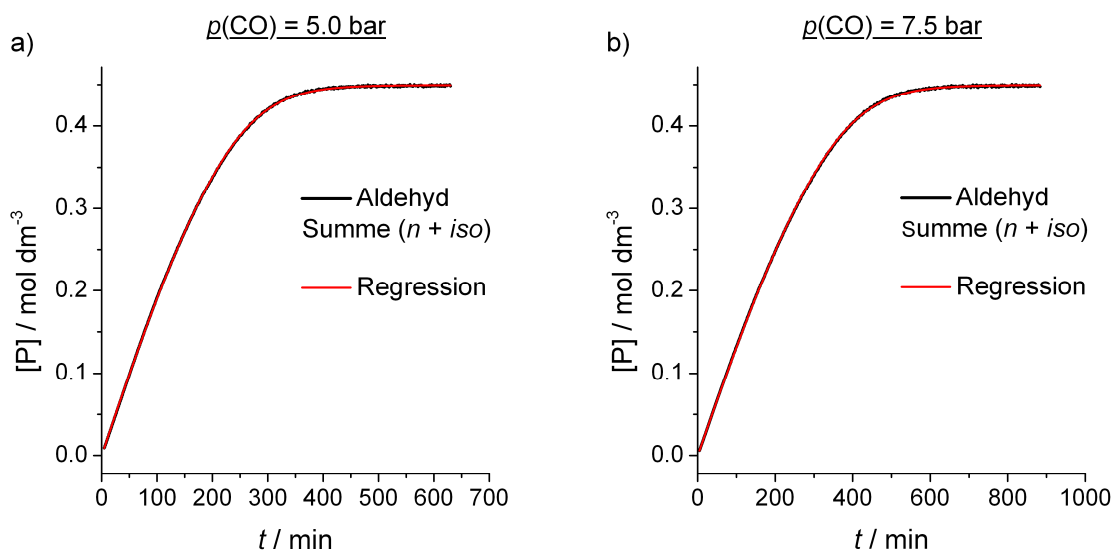 p(CO) = 5.0 bar
a)
0.4
0.3
0.2
0.1
0.0
[P] / mol dm⁻³
Aldehyd
Summe (n + iso)
Regression
0 100 200 300 400 500 600 700
t / min
p(CO) = 7.5 bar
b)
0.4
0.3
0.2
0.1
0.0
[P] / mol dm⁻³
Aldehyd
Summe (n + iso)
Regression
0 200 400 600 800 1000
t / min